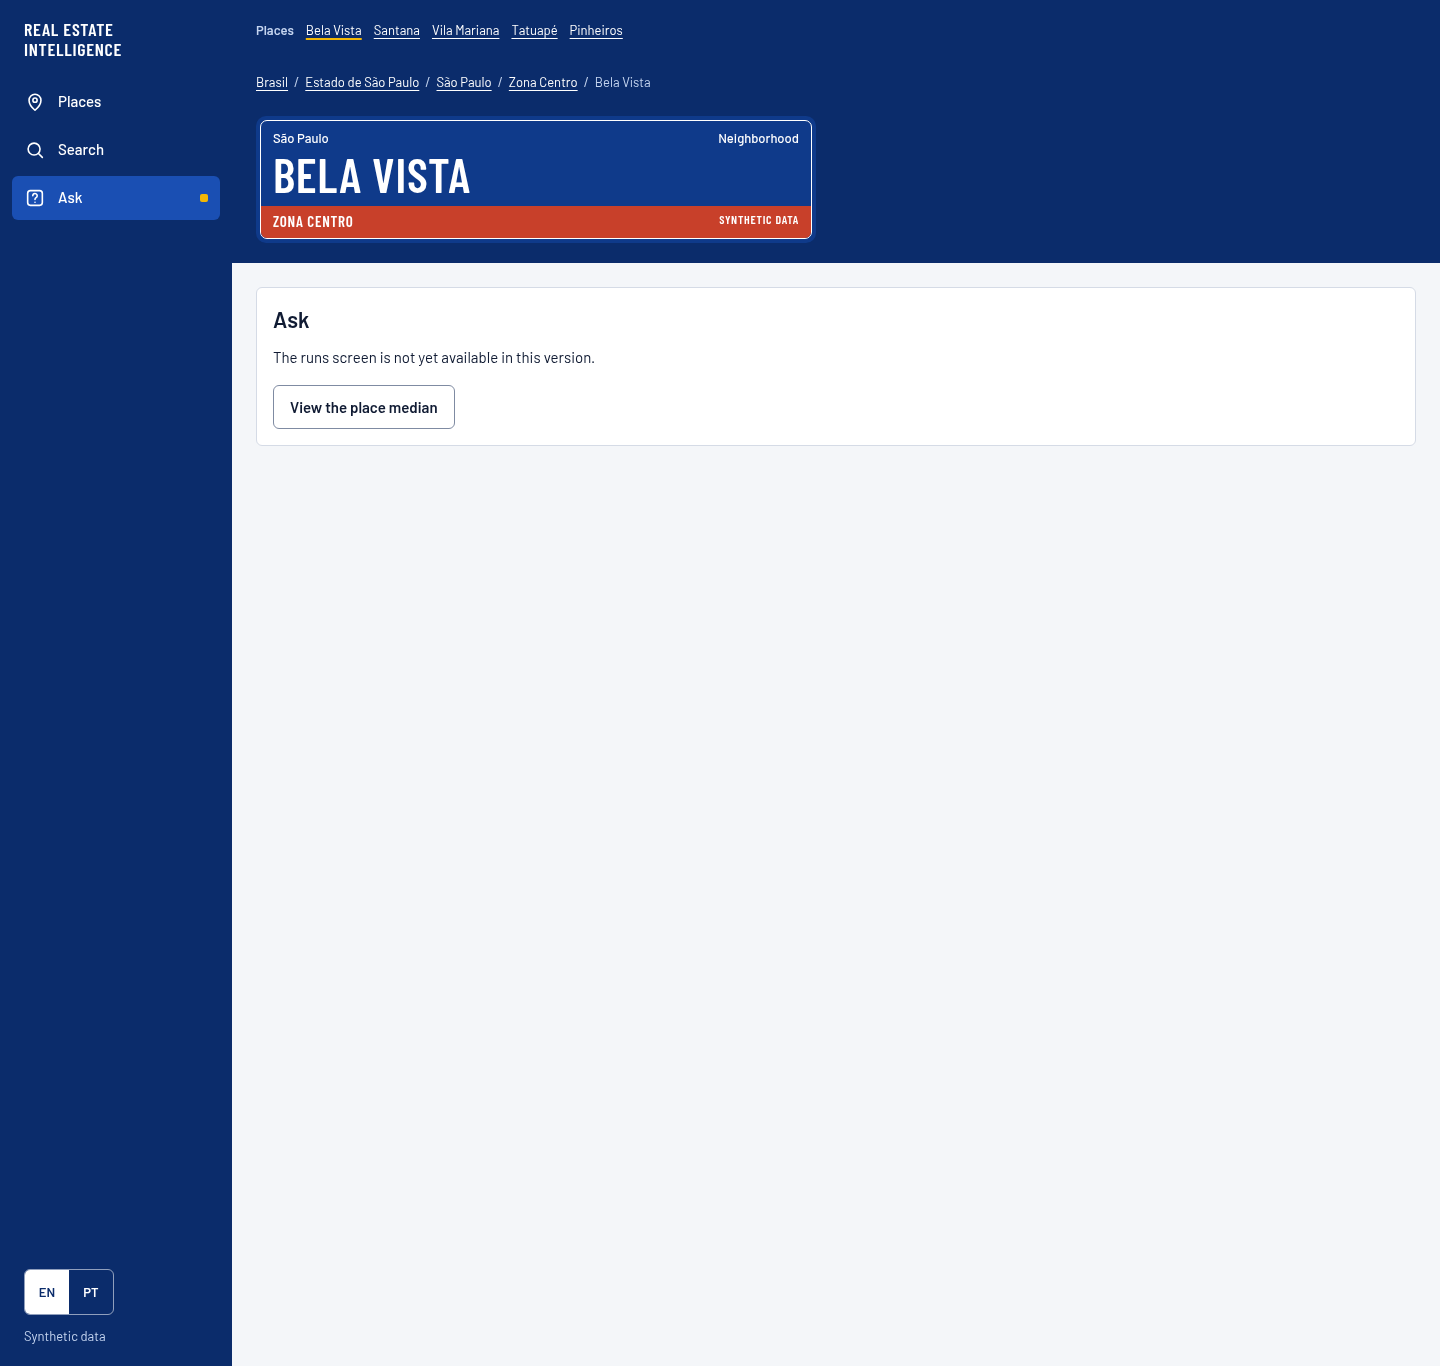 REAL ESTATE
INTELLIGENCE
Places
Search
Ask
EN PT
Synthetic data
Places Bela Vista Santana Vila Mariana Tatuapé Pinheiros
Brasil / Estado de São Paulo / São Paulo / Zona Centro / Bela Vista
São Paulo Neighborhood
BELA VISTA
ZONA CENTRO SYNTHETIC DATA
Ask
The runs screen is not yet available in this version.
View the place median